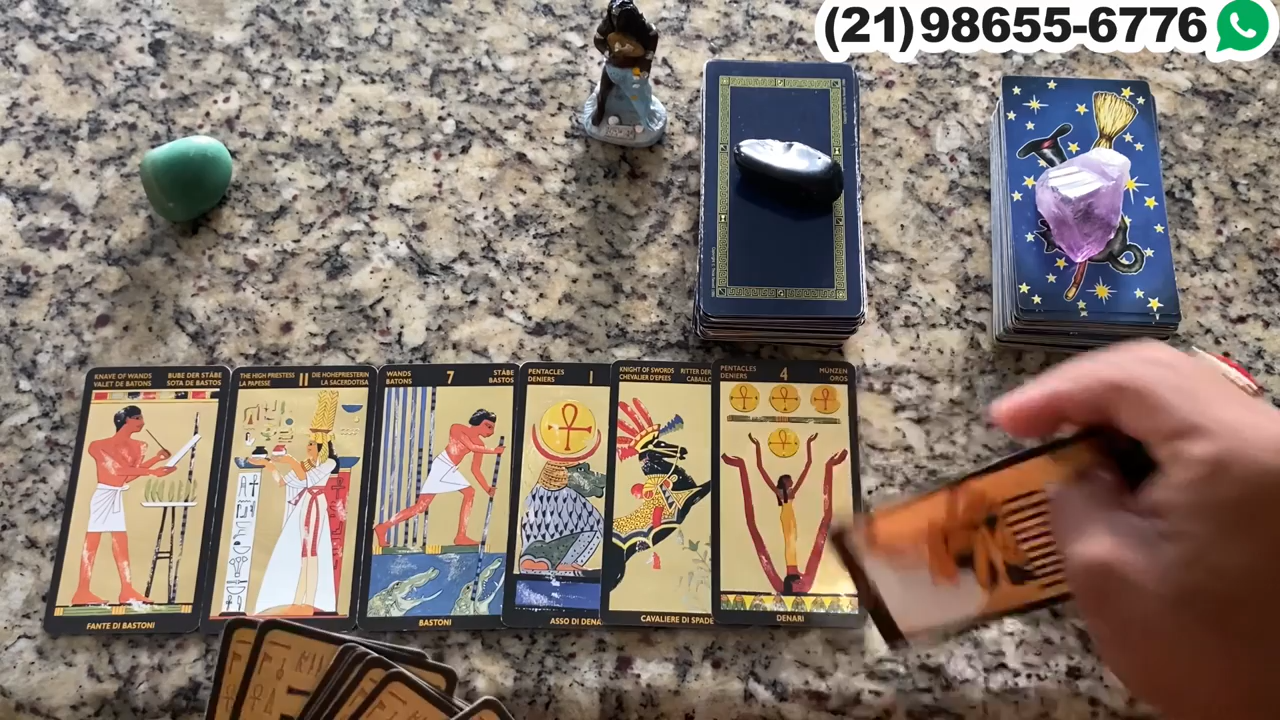 (21)98655-6776
KNAVE OF WANDS BUBE DER STÄBE
VALET DE BATONS SOTA DE BASTOS
FANTE DI BASTONI
THE HIGH PRIESTESS II DIE HOHEPRIESTERIN
LA PAPESSE LA SACERDOTISA
WANDS 7 STÄBE
BATONS BASTOS
BASTONI
PENTACLES I
DENIERS
ASSO DI DENA
KNIGHT OF SWORDS RITTER DER
CHEVALIER D'EPEES CABALLO
CAVALIERE DI SPADE
PENTACLES 4 MÜNZEN
DENIERS OROS
DENARI